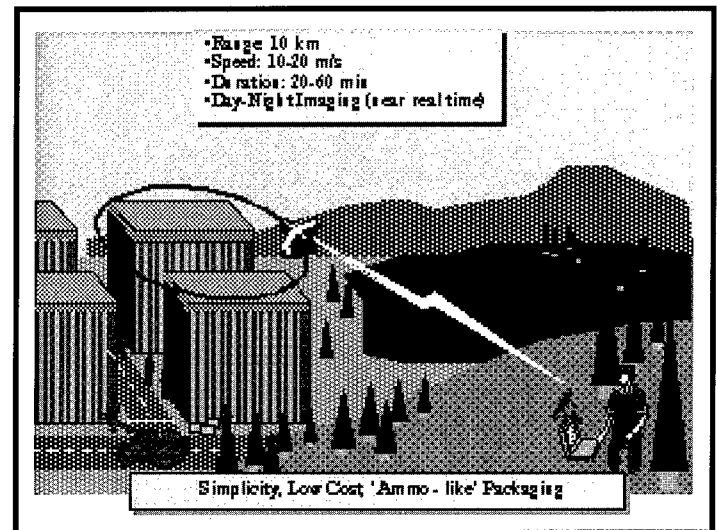 •Range: 10 km
•Speed: 10-20 m/s
•Duration: 20-60 min
•Day-Night Imaging (near real time)
Simplicity, Low Cost, 'Ammo - like' Packaging